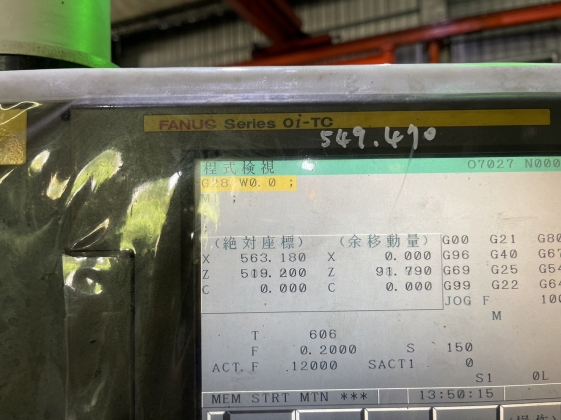 FANUC Series 0i-TC
549.490
程式検視 O7027 N000
G28 W0.0 ;
M ;
;
(絶対座標) (余移動量) G00 G21 G80
X 563.180 X 0.000 G96 G40 G67
Z 519.200 Z 91.790 G69 G25 G54
C 0.000 C 0.000 G99 G22 G64
JOG F 100
M
T 606
F 0.2000 S 150
ACT.F .12000 SACT1 0
S1 0L
MEM STRT MTN *** 13:50:15